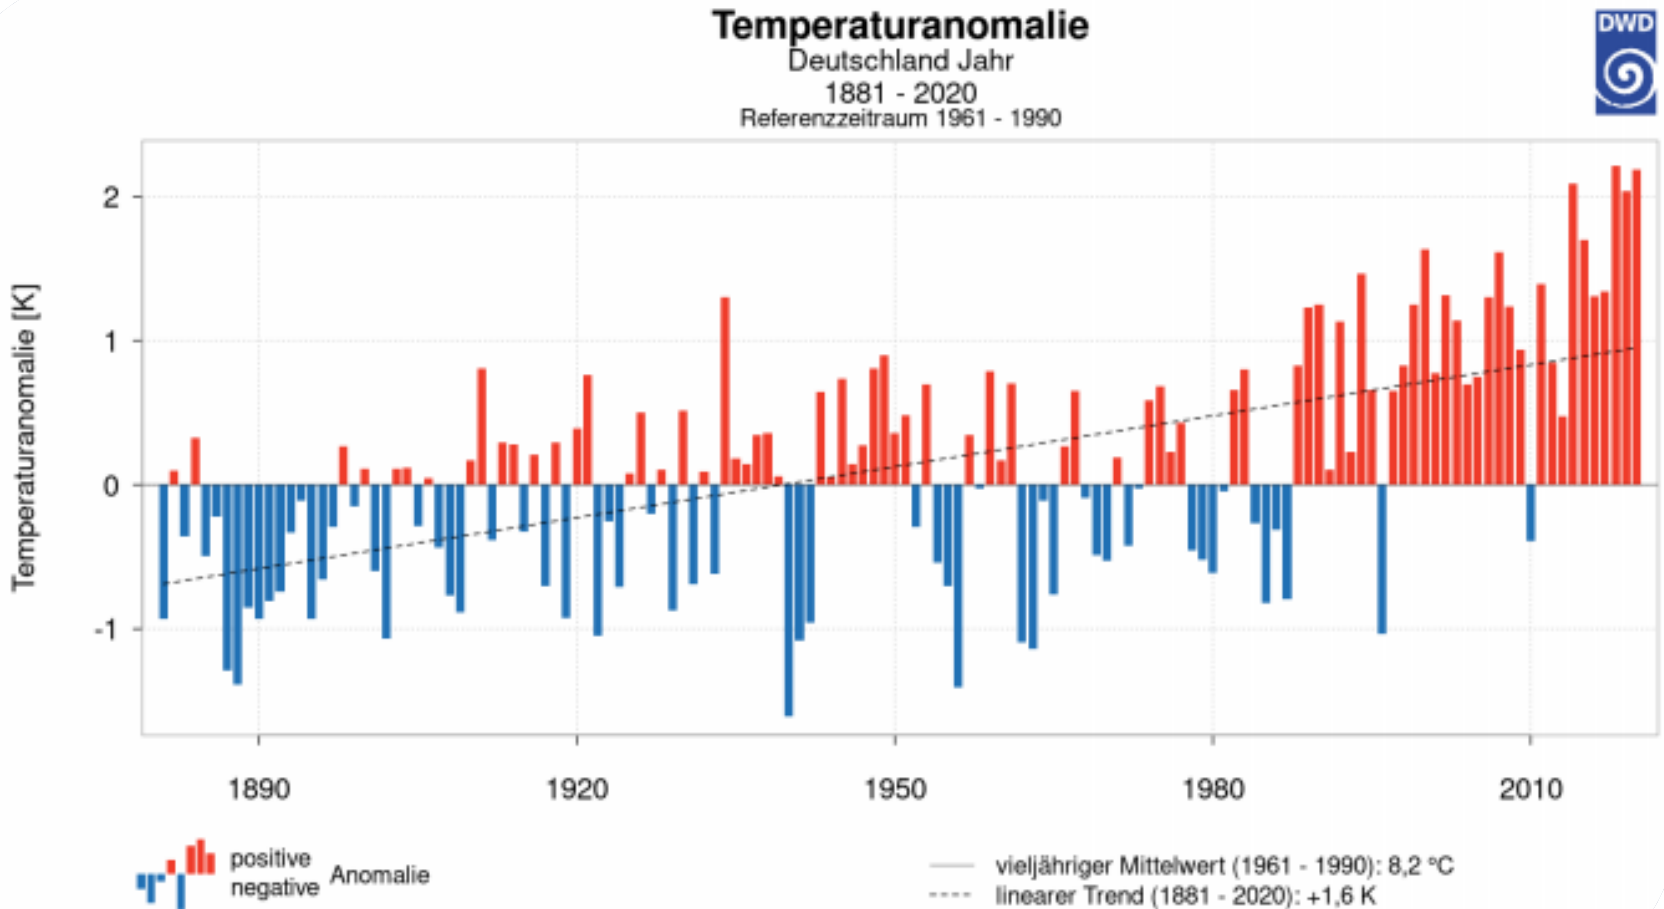 Temperaturanomalie
DWD
Deutschland Jahr
1881 - 2020
Referenzzeitraum 1961 - 1990
Temperaturanomalie [K]
2
1
0
-1
1890
1920
1950
1980
2010
positive
negative
Anomalie
vieljähriger Mittelwert (1961 - 1990): 8,2 °C
linearer Trend (1881 - 2020): +1,6 K